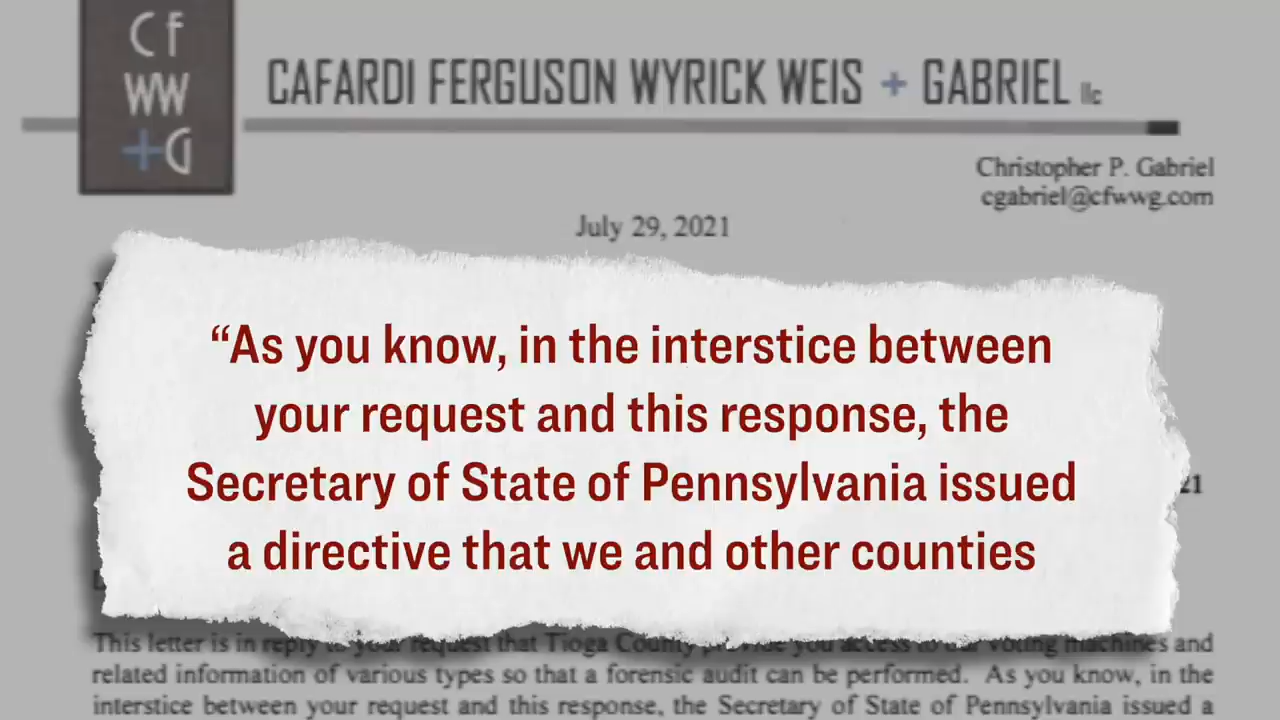 Cf
WW
+G
CAFARDI FERGUSON WYRICK WEIS + GABRIEL llc
Christopher P. Gabriel
cgabriel@cfwwg.com
July 29, 2021
“As you know, in the interstice between
your request and this response, the
Secretary of State of Pennsylvania issued
a directive that we and other counties
21
This letter is in reply to your request that Tioga County provide you access to our voting machines and
related information of various types so that a forensic audit can be performed. As you know, in the
interstice between your request and this response, the Secretary of State of Pennsylvania issued a